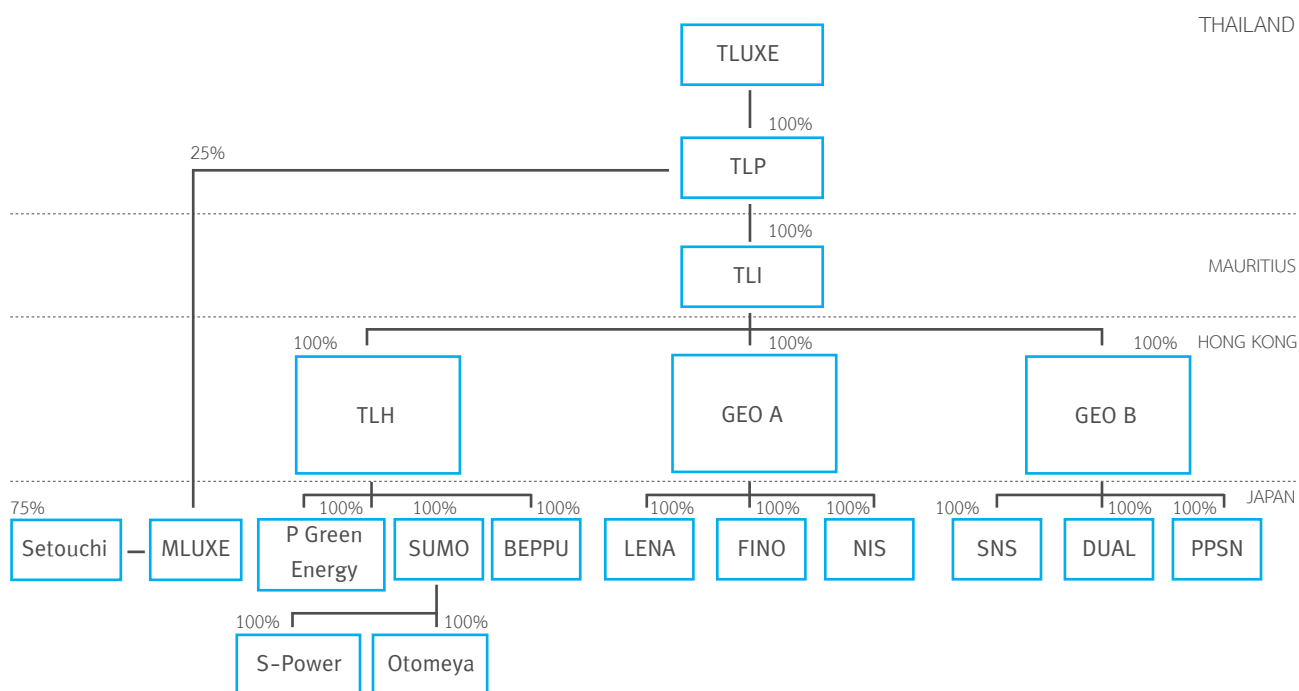 THAILAND
TLUXE
100%
25%
TLP
100%
TLI
MAURITIUS
100%
100%
100%
HONG KONG
TLH
GEO A
GEO B
JAPAN
75%
100%
100%
100%
100%
100%
100%
100%
100%
100%
Setouchi
MLUXE
P Green
Energy
SUMO
BEPPU
LENA
FINO
NIS
SNS
DUAL
PPSN
100%
100%
S-Power
Otomeya